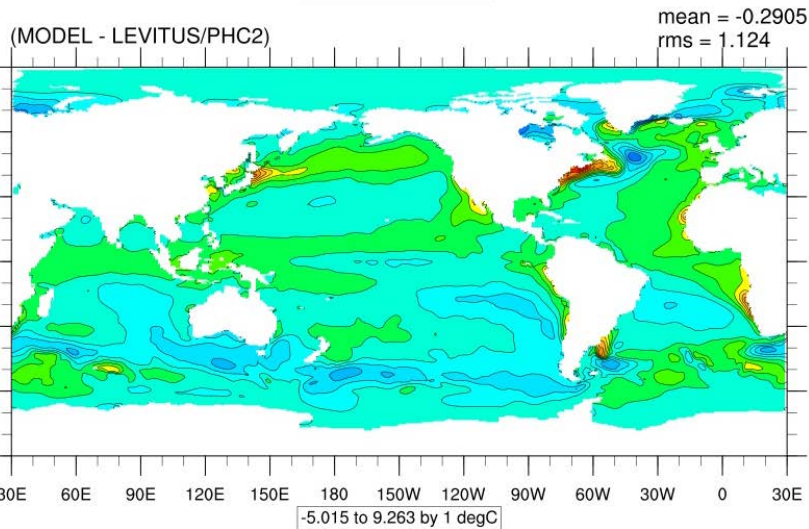 mean = -0.2905
(MODEL - LEVITUS/PHC2)
rms = 1.124
30E 60E 90E 120E 150E 180 150W 120W 90W 60W 30W 0 30E
-5.015 to 9.263 by 1 degC